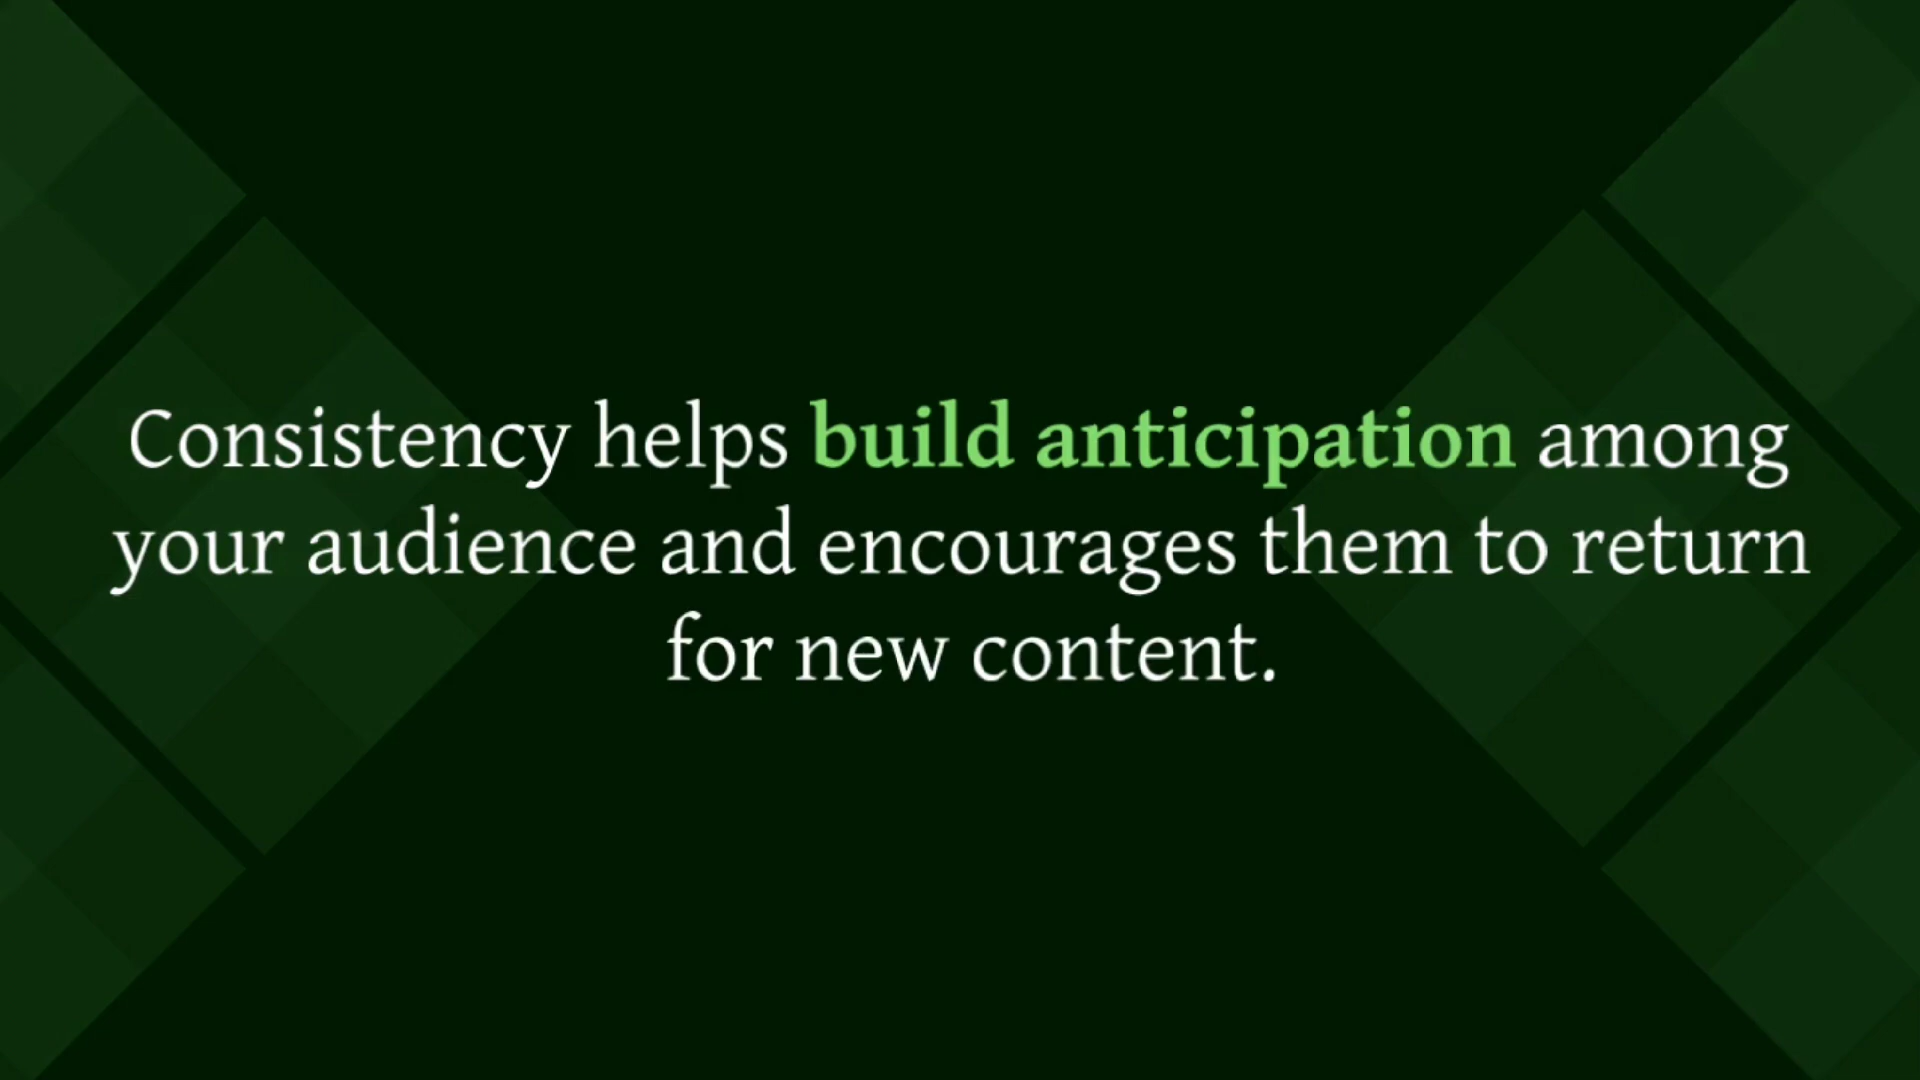 Consistency helps build anticipation among
your audience and encourages them to return
for new content.